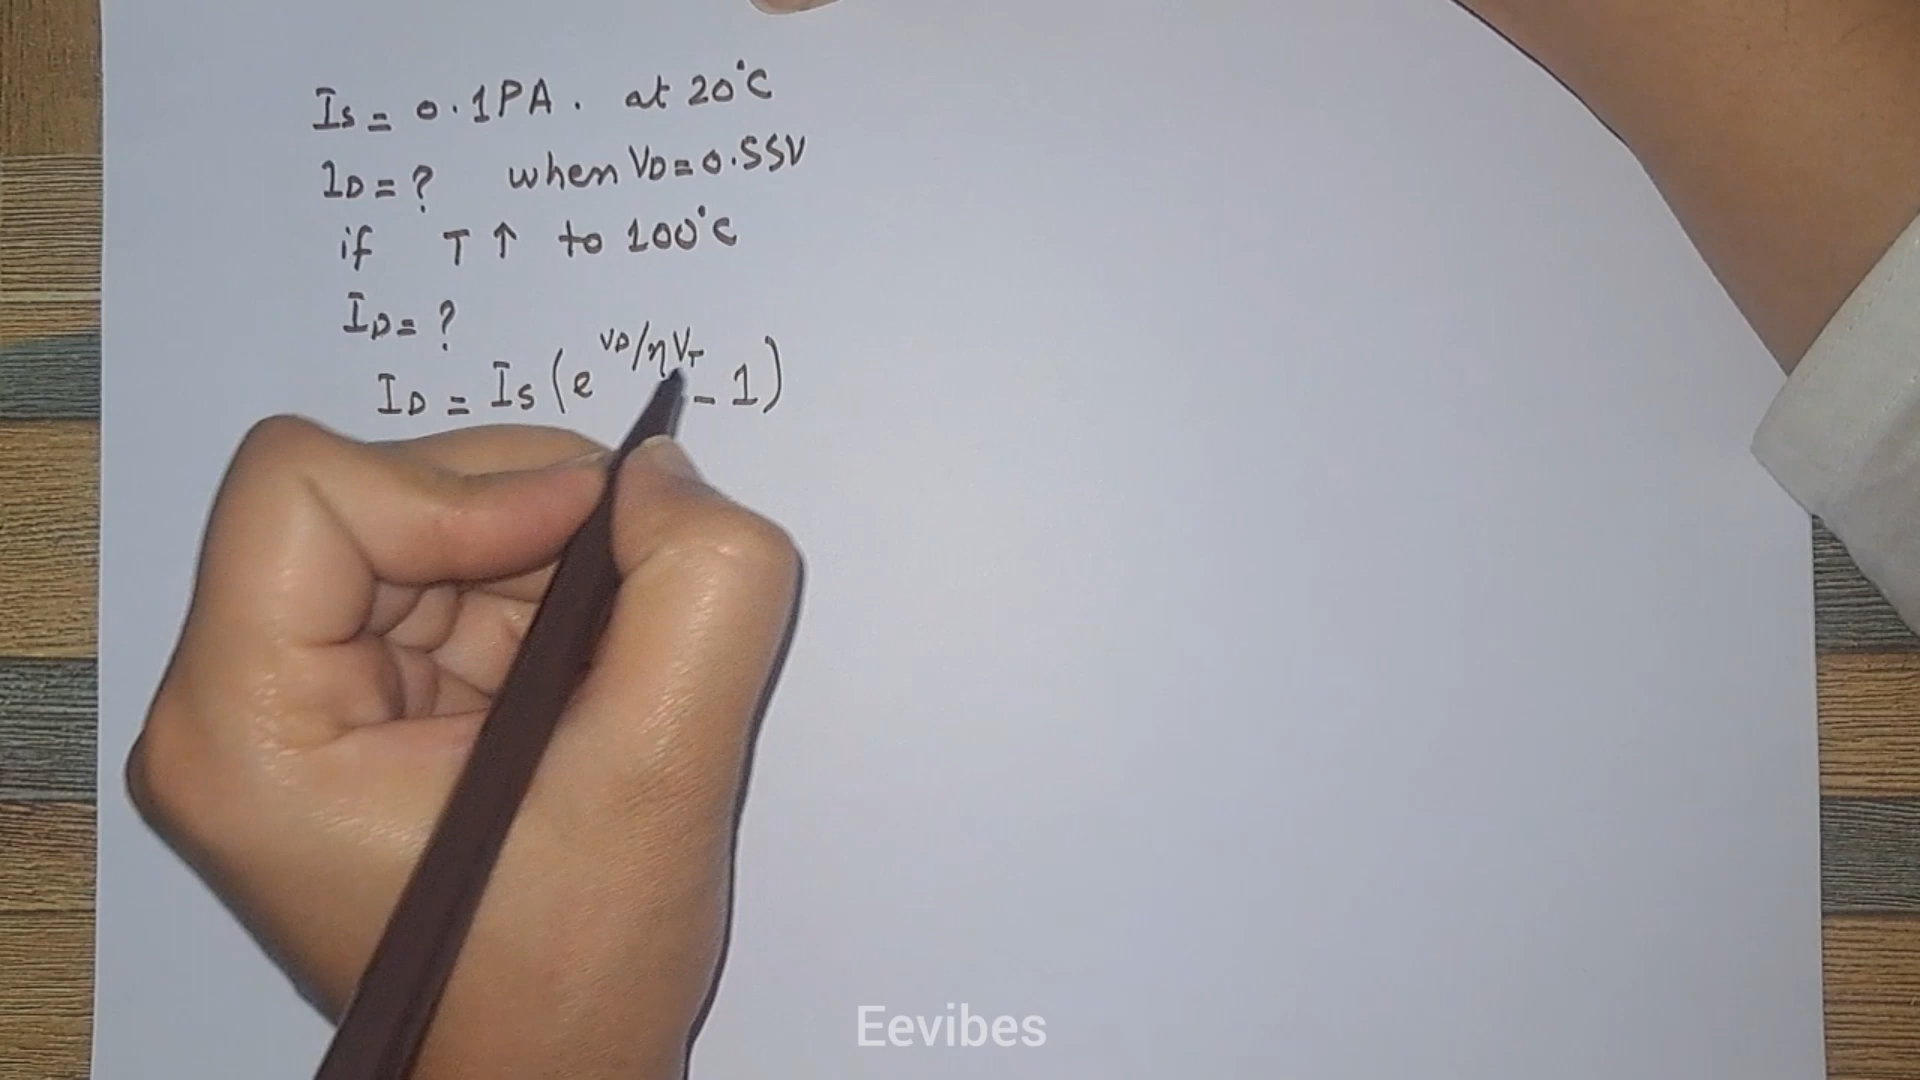 Is = 0.1PA. at 20°C
ID = ? when VD = 0.55V
if T ↑ to 100°C
ID = ?
ID = Is (e^VD/ηVT - 1)
Eevibes